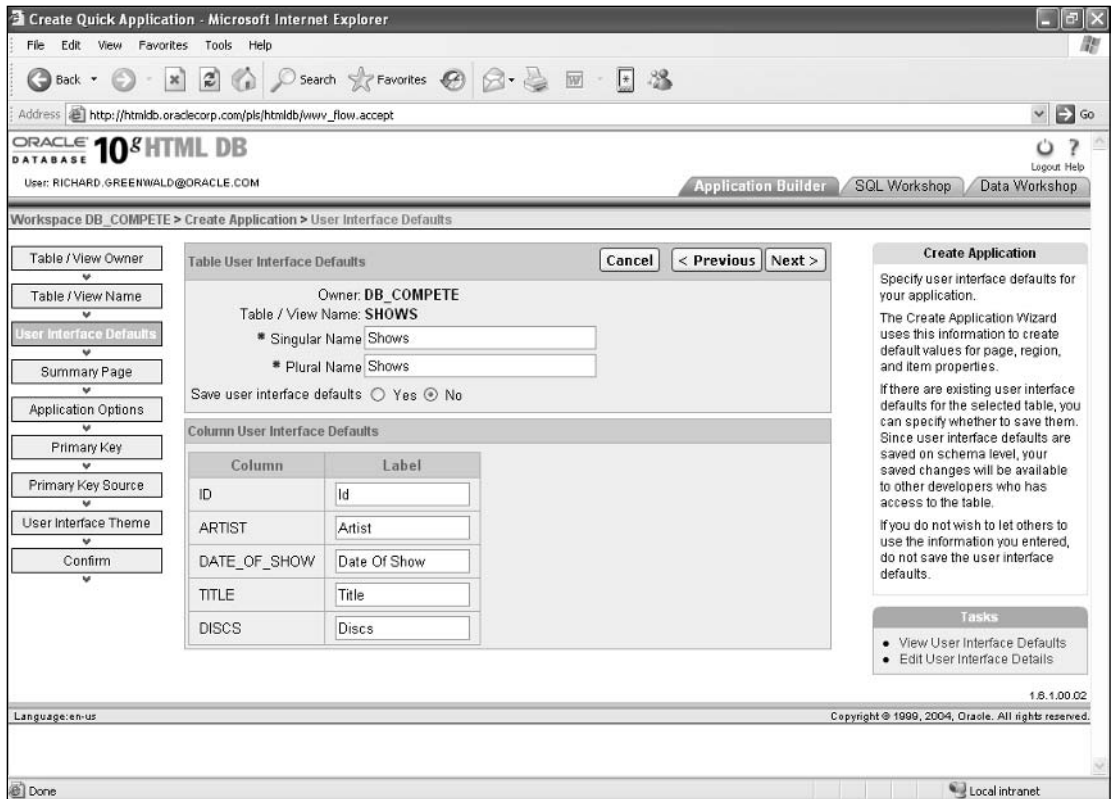 Create Quick Application - Microsoft Internet Explorer
File Edit View Favorites Tools Help
Back Search Favorites
Address http://htmldb.oraclecorp.com/pls/htmldb/wwv_flow.accept Go
ORACLE DATABASE 10g HTML DB
Logout Help
User: RICHARD.GREENWALD@ORACLE.COM
Application Builder SQL Workshop Data Workshop
Workspace DB_COMPETE > Create Application > User Interface Defaults
Table / View Owner
Table / View Name
User Interface Defaults
Summary Page
Application Options
Primary Key
Primary Key Source
User Interface Theme
Confirm
Table User Interface Defaults Cancel < Previous Next >
Owner: DB_COMPETE
Table / View Name: SHOWS
* Singular Name Shows
* Plural Name Shows
Save user interface defaults Yes No
Column User Interface Defaults
Column Label
ID Id
ARTIST Artist
DATE_OF_SHOW Date Of Show
TITLE Title
DISCS Discs
Create Application
Specify user interface defaults for
your application.
The Create Application Wizard
uses this information to create
default values for page, region,
and item properties.
If there are existing user interface
defaults for the selected table, you
can specify whether to save them.
Since user interface defaults are
saved on schema level, your
saved changes will be available
to other developers who has
access to the table.
If you do not wish to let others to
use the information you entered,
do not save the user interface
defaults.
Tasks
• View User Interface Defaults
• Edit User Interface Details
1.6.1.00.02
Language:en-us Copyright © 1999, 2004, Oracle. All rights reserved.
Done Local intranet